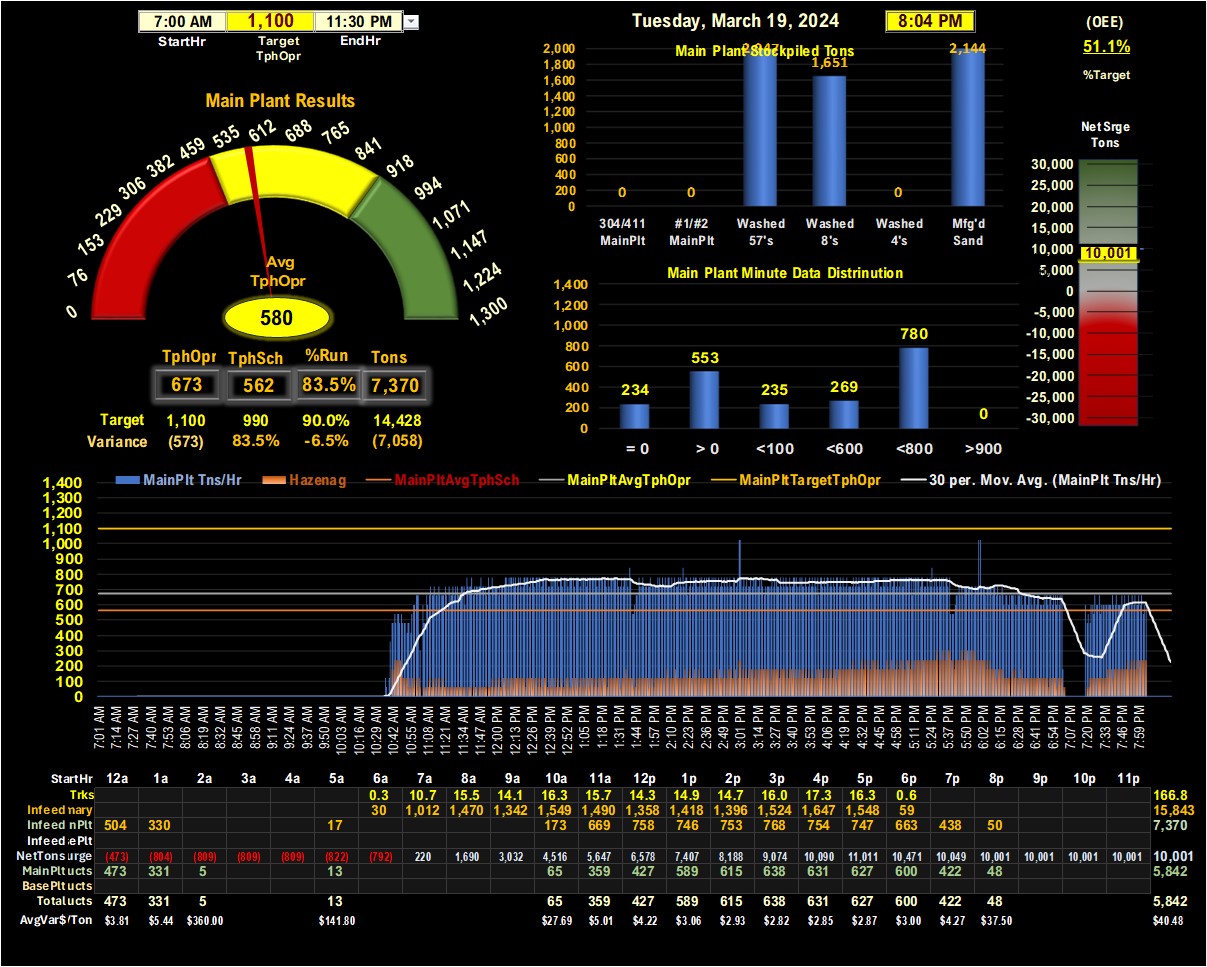 7:00 AM 1,100 11:30 PM
StartHr Target TphOpr EndHr
Tuesday, March 19, 2024 8:04 PM
(OEE)
51.1%
%Target
Main Plant Stockpiled Tons
2,000
1,800
1,600
1,400
1,200
1,000
800
600
400
200
0
0 0 1,651 0 2,144
304/411 MainPlt #1/#2 MainPlt Washed 57's Washed 8's Washed 4's Mfg'd Sand
Main Plant Results
0 76 153 229 306 382 459 535 612 688 765 841 918 994 1,071 1,147 1,224 1,300
Avg
TphOpr
580
TphOpr TphSch %Run Tons
673 562 83.5% 7,370
Target 1,100 990 90.0% 14,428
Variance (573) 83.5% -6.5% (7,058)
Net Srge
Tons
30,000
25,000
20,000
15,000
10,000
5,000
0
-5,000
-10,000
-15,000
-20,000
-25,000
-30,000
10,001
Main Plant Minute Data Distrinution
1,400
1,200
1,000
800
600
400
200
0
234 553 235 269 780 0
= 0 > 0 <100 <600 <800 >900
MainPlt Tns/Hr Hazenag MainPltAvgTphSch MainPltAvgTphOpr MainPltTargetTphOpr 30 per. Mov. Avg. (MainPlt Tns/Hr)
1,400
1,300
1,200
1,100
1,000
900
800
700
600
500
400
300
200
100
0
7:01 AM 7:14 AM 7:27 AM 7:40 AM 7:53 AM 8:06 AM 8:19 AM 8:32 AM 8:45 AM 8:58 AM 9:11 AM 9:24 AM 9:37 AM 9:50 AM 10:03 AM 10:16 AM 10:29 AM 10:42 AM 10:55 AM 11:08 AM 11:21 AM 11:34 AM 11:47 AM 12:00 PM 12:13 PM 12:26 PM 12:39 PM 12:52 PM 1:05 PM 1:18 PM 1:31 PM 1:44 PM 1:57 PM 2:10 PM 2:23 PM 2:36 PM 2:49 PM 3:01 PM 3:14 PM 3:27 PM 3:40 PM 3:53 PM 4:06 PM 4:19 PM 4:32 PM 4:45 PM 4:58 PM 5:11 PM 5:24 PM 5:37 PM 5:50 PM 6:02 PM 6:15 PM 6:28 PM 6:41 PM 6:54 PM 7:07 PM 7:20 PM 7:33 PM 7:46 PM 7:59 PM
StartHr 12a 1a 2a 3a 4a 5a 6a 7a 8a 9a 10a 11a 12p 1p 2p 3p 4p 5p 6p 7p 8p 9p 10p 11p
Trks 0.3 10.7 15.5 14.1 16.3 15.7 14.3 14.9 14.7 16.0 17.3 16.3 0.6 166.8
Infeed mary 30 1,012 1,470 1,342 1,549 1,490 1,358 1,418 1,396 1,524 1,647 1,548 59 15,843
Infeed nPlt 504 330 17 173 669 758 746 753 768 754 747 663 438 50 7,370
Infeed ePlt
NetTonsurge (473) (804) (809) (809) (809) (822) (792) 220 1,690 3,032 4,516 5,647 6,578 7,407 8,188 9,074 10,090 11,011 10,471 10,049 10,001 10,001 10,001 10,001 10,001
MainPltucts 473 331 5 13 65 359 427 589 615 638 631 627 600 422 48 5,842
BasePltucts
Totalucts 473 331 5 13 65 359 427 589 615 638 631 627 600 422 48 5,842
AvgVar$/Ton $3.81 $5.44 $360.00 $141.80 $27.69 $5.01 $4.22 $3.06 $2.93 $2.82 $2.85 $2.87 $3.00 $4.27 $37.50 $40.48